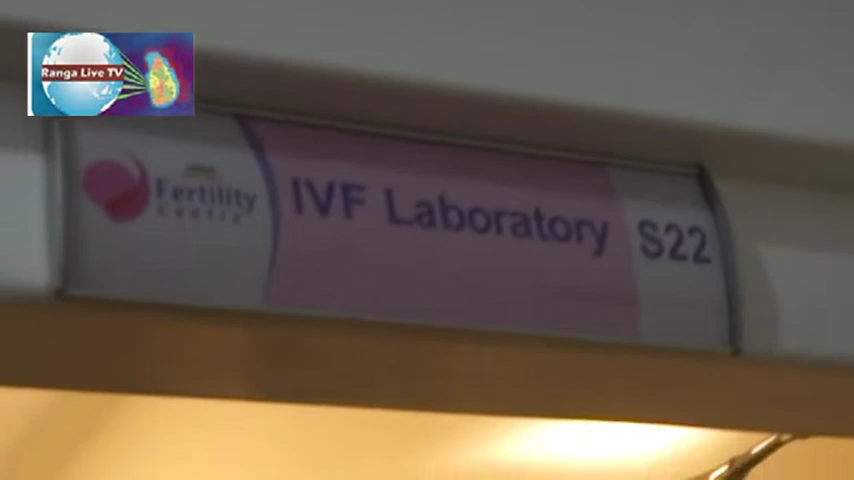 Ranga Live TV
Fertility
Centre
IVF Laboratory
S22